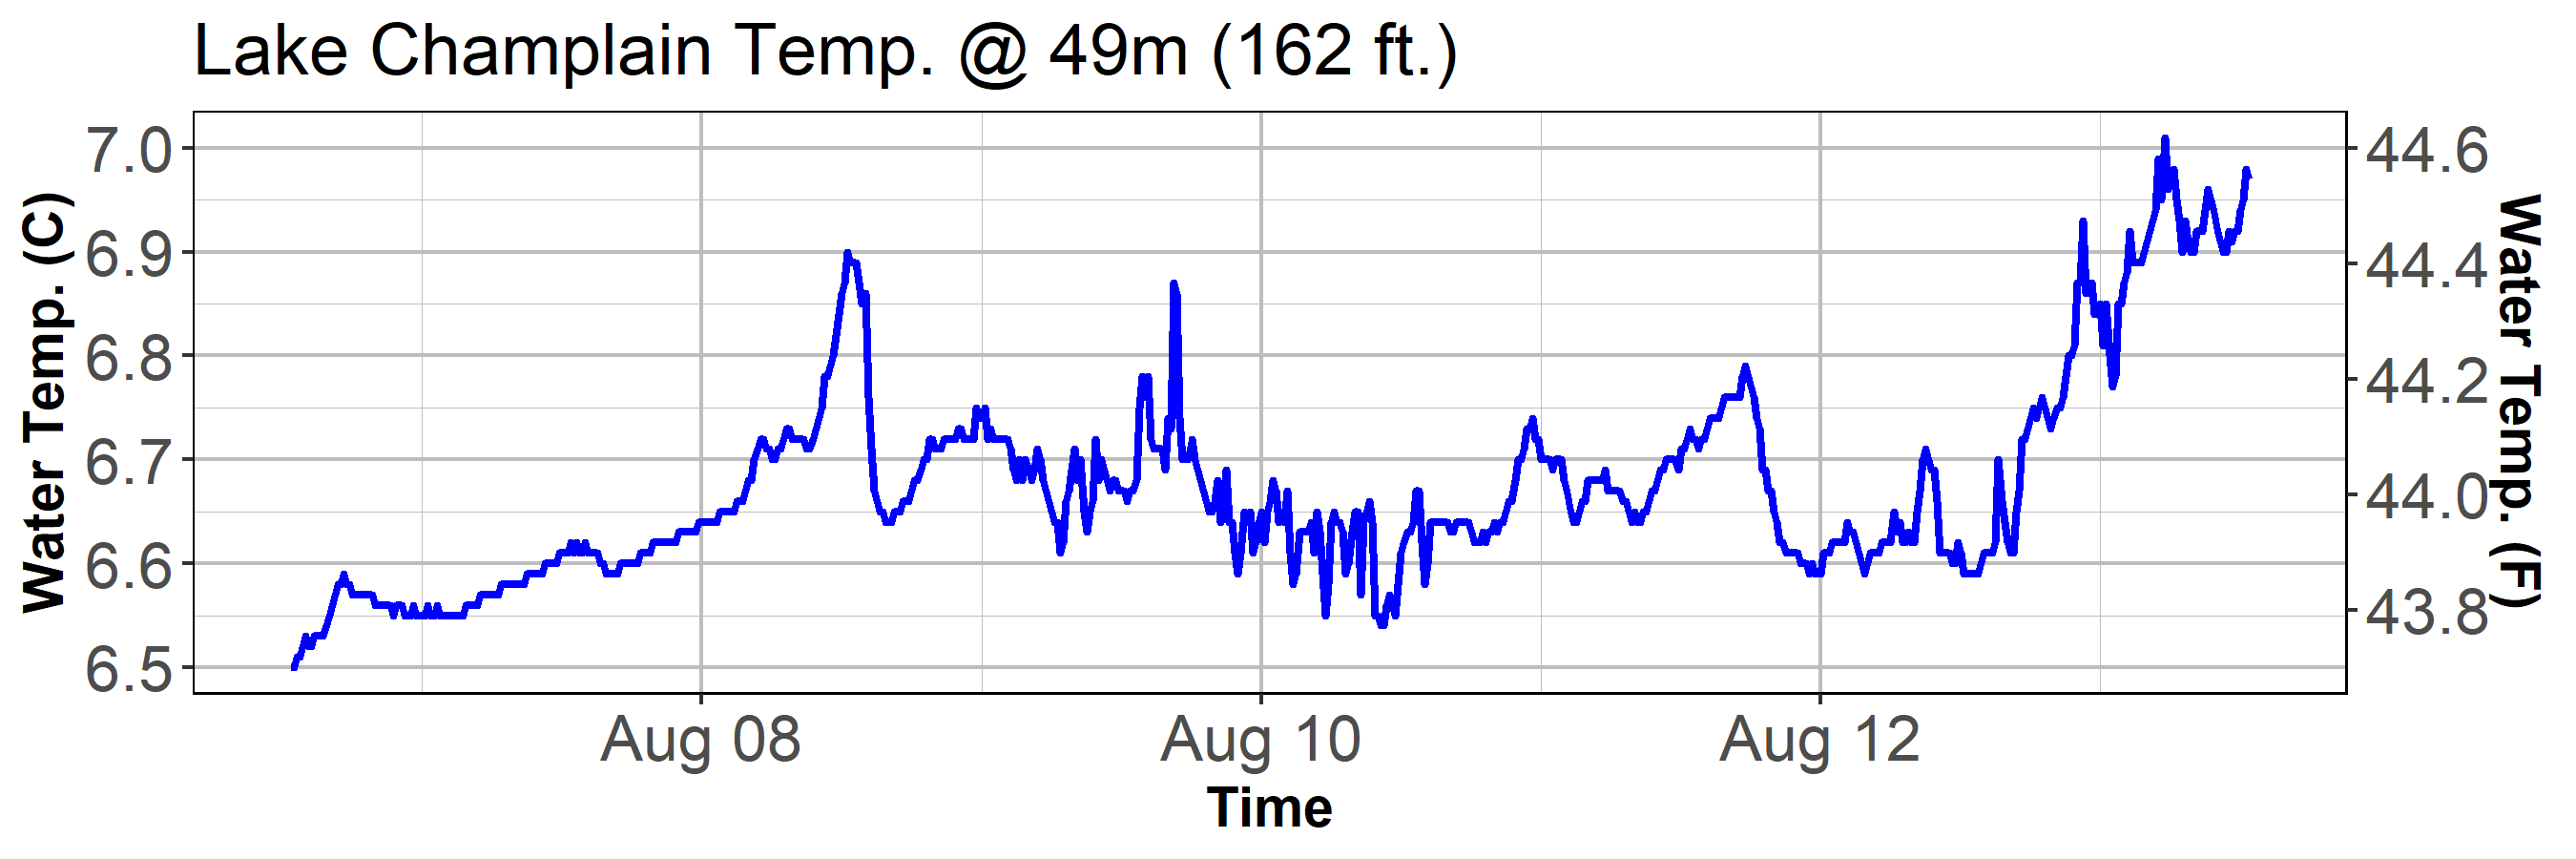 Lake Champlain Temp. @ 49m (162 ft.)
Water Temp. (C)
7.0
6.9
6.8
6.7
6.6
6.5
44.6
44.4
44.2
44.0
43.8
Water Temp. (F)
Aug 08 Aug 10 Aug 12
Time